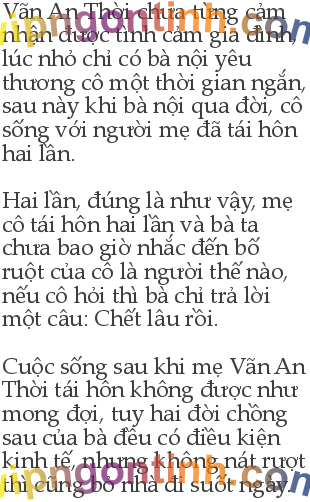 Vãn An Thời chưa từng cảm
nhận được tình cảm gia đình,
lúc nhỏ chỉ có bà nội yêu
thương cô một thời gian ngắn,
sau này khi bà nội qua đời, cô
sống với người mẹ đã tái hôn
hai lần.
Hai lần, đúng là như vậy, mẹ
cô tái hôn hai lần và bà ta
chưa bao giờ nhắc đến bố
ruột của cô là người thế nào,
nếu cô hỏi thì bà chỉ trả lời
một câu: Chết lâu rồi.
Cuộc sống sau khi mẹ Vãn An
Thời tái hôn không được như
mong đợi, tuy hai đời chồng
sau của bà đều có điều kiện
kinh tế, nhưng không nát rượt
thì cũng bỏ nhà đi suốt ngày.
vipngontinh.com
vipngontinh.com